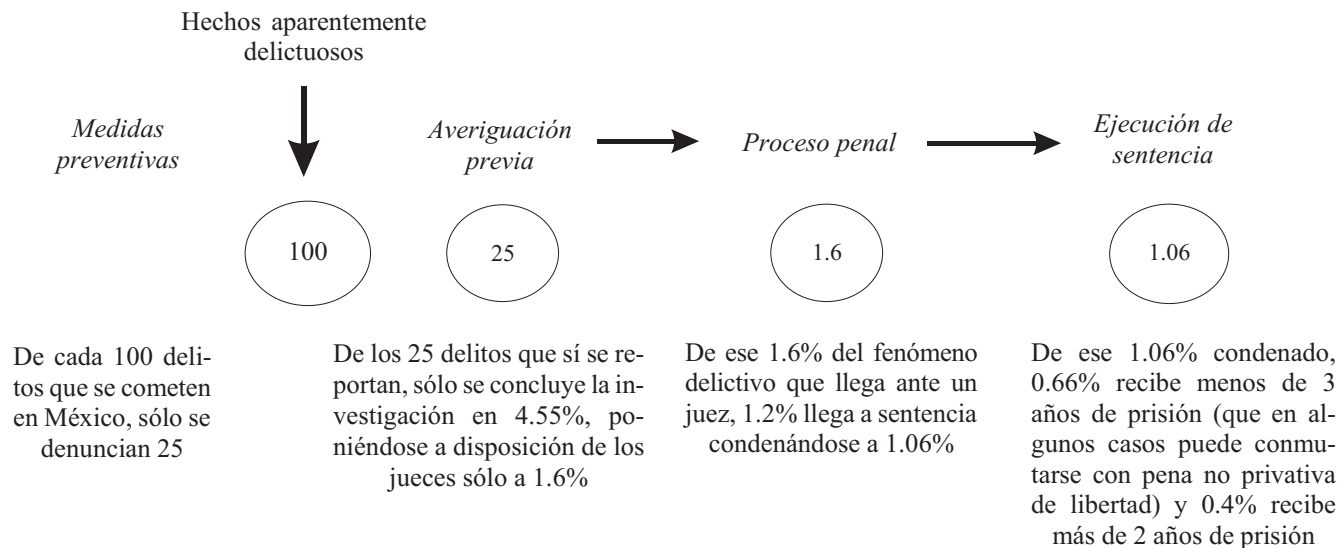 Hechos aparentemente
delictuosos
Medidas
preventivas
Averiguación
previa
Proceso penal
Ejecución de
sentencia
100
25
1.6
1.06
De cada 100 deli-
tos que se cometen
en México, sólo se
denuncian 25
De los 25 delitos que sí se re-
portan, sólo se concluye la in-
vestigación en 4.55%, po-
niéndose a disposición de los
jueces sólo a 1.6%
De ese 1.6% del fenómeno
delictivo que llega ante un
juez, 1.2% llega a sentencia
condenándose a 1.06%
De ese 1.06% condenado,
0.66% recibe menos de 3
años de prisión (que en al-
gunos casos puede conmu-
tarse con pena no privativa
de libertad) y 0.4% recibe
más de 2 años de prisión